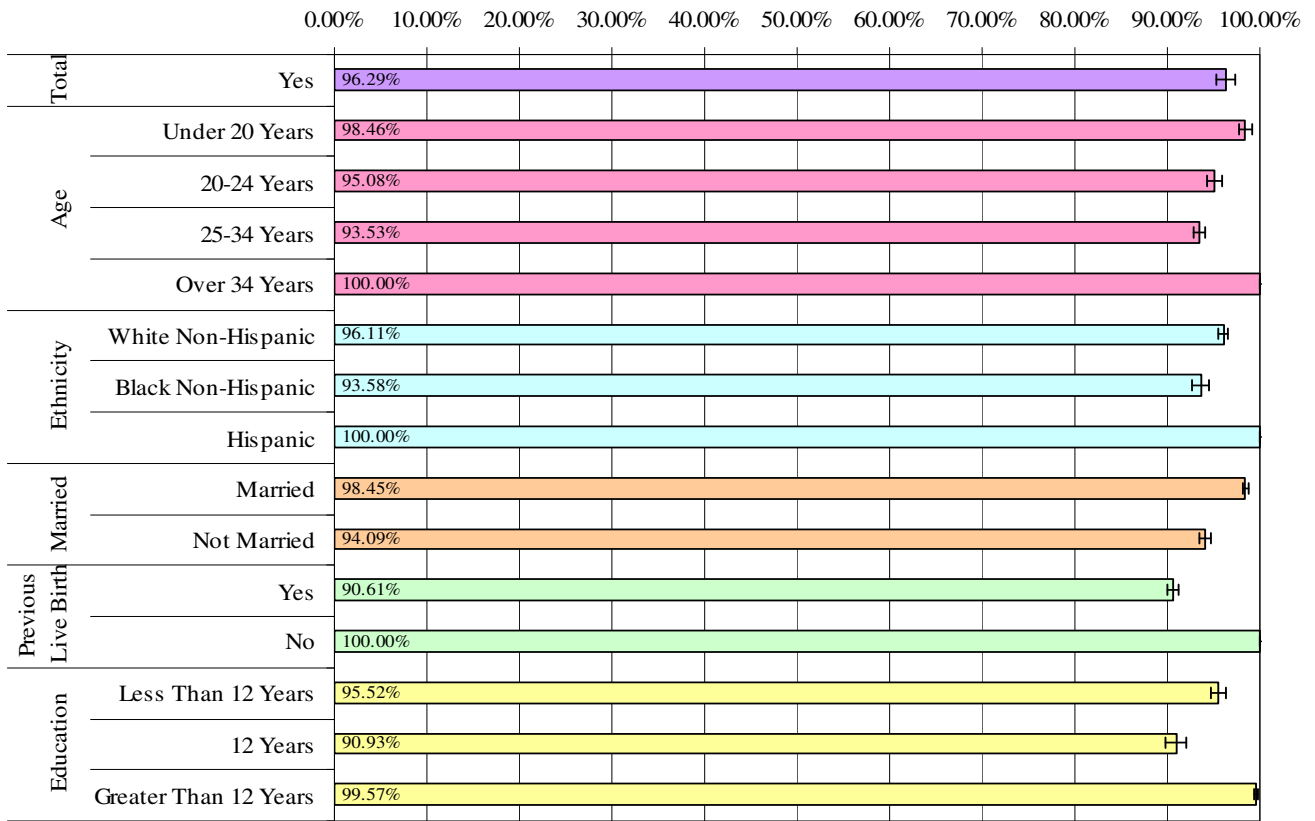 0.00% 10.00% 20.00% 30.00% 40.00% 50.00% 60.00% 70.00% 80.00% 90.00% 100.00%
Total
Yes 96.29%
Age
Under 20 Years 98.46%
20-24 Years 95.08%
25-34 Years 93.53%
Over 34 Years 100.00%
Ethnicity
White Non-Hispanic 96.11%
Black Non-Hispanic 93.58%
Hispanic 100.00%
Married
Married 98.45%
Not Married 94.09%
Previous
Live Birth
Yes 90.61%
No 100.00%
Education
Less Than 12 Years 95.52%
12 Years 90.93%
Greater Than 12 Years 99.57%